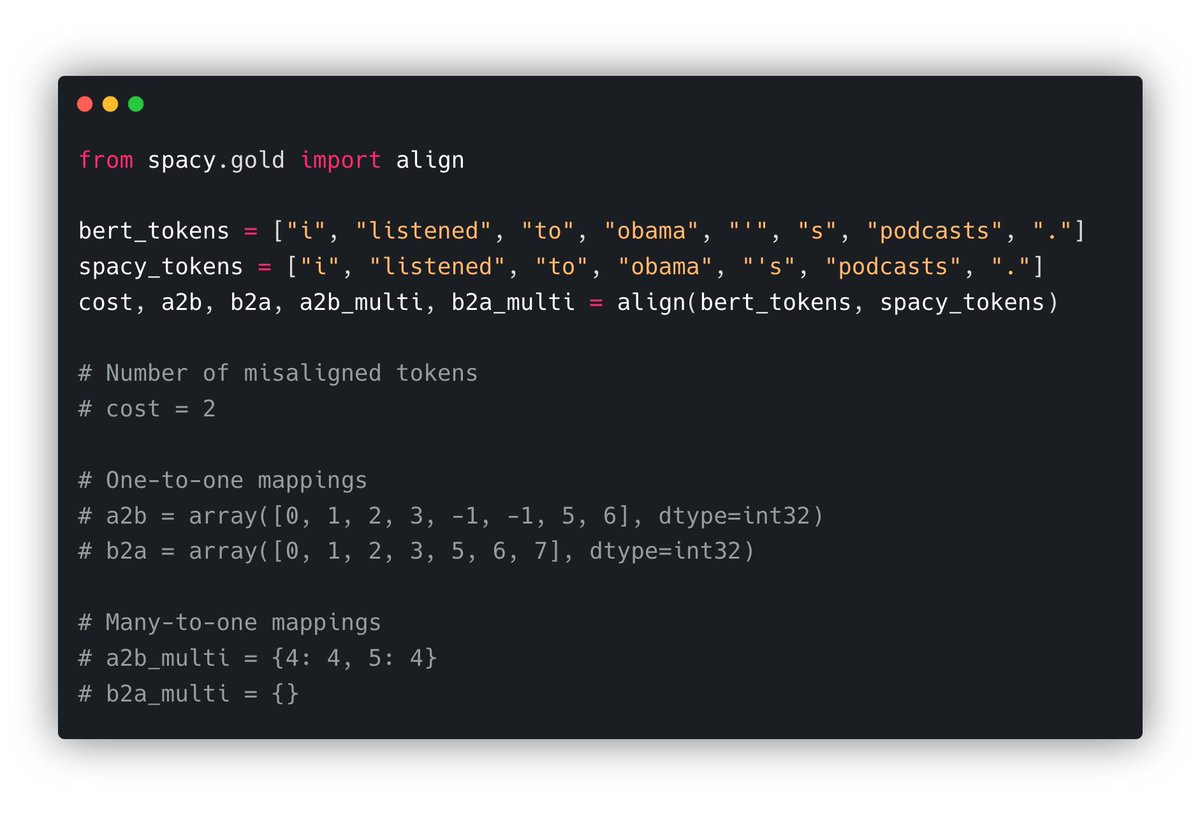 from spacy.gold import align
bert_tokens = ["i", "listened", "to", "obama", "'", "s", "podcasts", "."]
spacy_tokens = ["i", "listened", "to", "obama", "'s", "podcasts", "."]
cost, a2b, b2a, a2b_multi, b2a_multi = align(bert_tokens, spacy_tokens)
# Number of misaligned tokens
# cost = 2
# One-to-one mappings
# a2b = array([0, 1, 2, 3, -1, -1, 5, 6], dtype=int32)
# b2a = array([0, 1, 2, 3, 5, 6, 7], dtype=int32)
# Many-to-one mappings
# a2b_multi = {4: 4, 5: 4}
# b2a_multi = {}